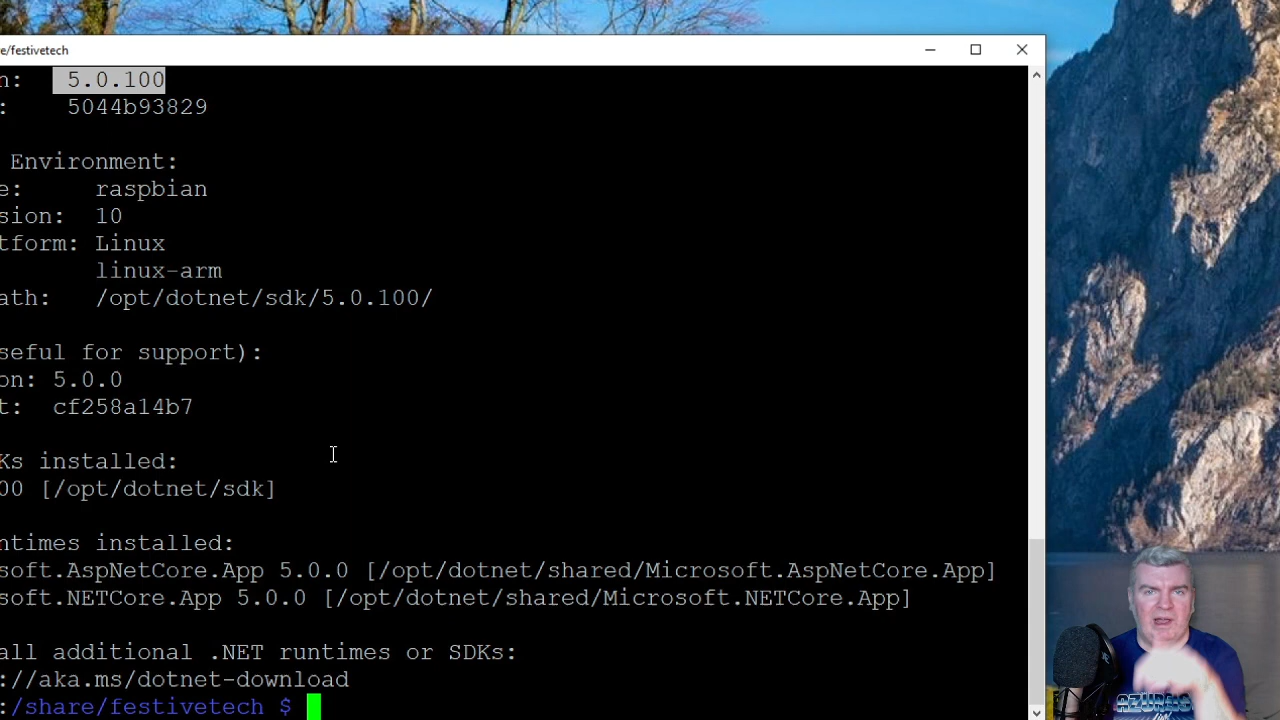 e/festivetech
n: 5.0.100
: 5044b93829
Environment:
e: raspbian
sion: 10
tform: Linux
linux-arm
ath: /opt/dotnet/sdk/5.0.100/
seful for support):
on: 5.0.0
t: cf258a14b7
Ks installed:
00 [/opt/dotnet/sdk]
ntimes installed:
soft.AspNetCore.App 5.0.0 [/opt/dotnet/shared/Microsoft.AspNetCore.App]
soft.NETCore.App 5.0.0 [/opt/dotnet/shared/Microsoft.NETCore.App]
all additional .NET runtimes or SDKs:
://aka.ms/dotnet-download
:/share/festivetech $